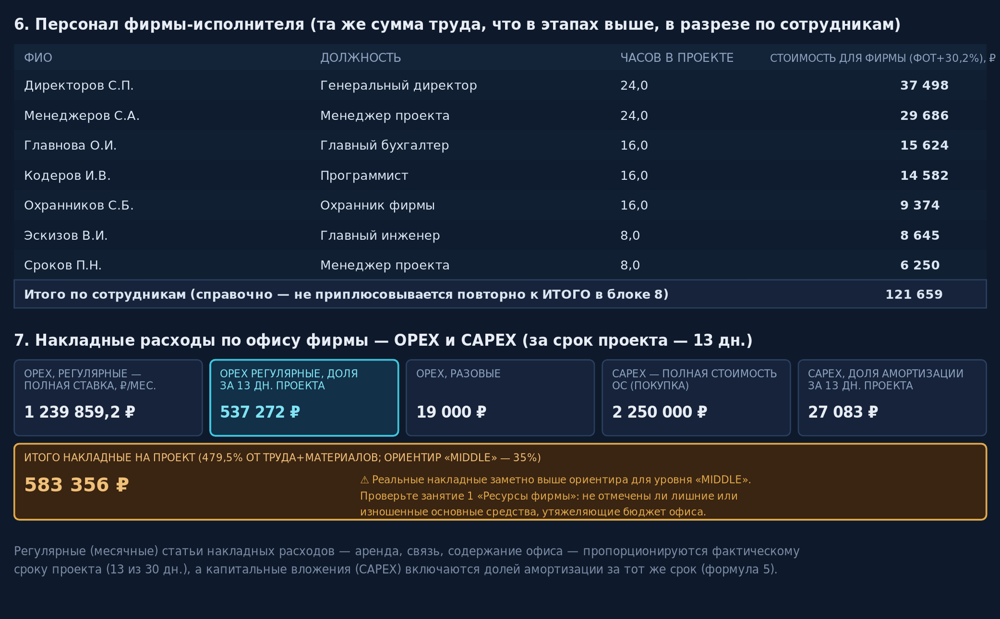 6. Персонал фирмы-исполнителя (та же сумма труда, что в этапах выше, в разрезе по сотрудникам)
ФИО ДОЛЖНОСТЬ ЧАСОВ В ПРОЕКТЕ СТОИМОСТЬ ДЛЯ ФИРМЫ (ФОТ+30,2%), ₽
Директоров С.П. Генеральный директор 24,0 37 498
Менеджеров С.А. Менеджер проекта 24,0 29 686
Главнова О.И. Главный бухгалтер 16,0 15 624
Кодеров И.В. Программист 16,0 14 582
Охранников С.Б. Охранник фирмы 16,0 9 374
Эскизов В.И. Главный инженер 8,0 8 645
Сроков П.Н. Менеджер проекта 8,0 6 250
Итого по сотрудникам (справочно — не приплюсовывается повторно к ИТОГО в блоке 8) 121 659
7. Накладные расходы по офису фирмы — OPEX и CAPEX (за срок проекта — 13 дн.)
OPEX, РЕГУЛЯРНЫЕ —
ПОЛНАЯ СТАВКА, ₽/МЕС.
1 239 859,2 ₽
OPEX РЕГУЛЯРНЫЕ, ДОЛЯ
ЗА 13 ДН. ПРОЕКТА
537 272 ₽
OPEX, РАЗОВЫЕ
19 000 ₽
CAPEX — ПОЛНАЯ СТОИМОСТЬ
ОС (ПОКУПКА)
2 250 000 ₽
CAPEX, ДОЛЯ АМОРТИЗАЦИИ
ЗА 13 ДН. ПРОЕКТА
27 083 ₽
ИТОГО НАКЛАДНЫЕ НА ПРОЕКТ (479,5% ОТ ТРУДА+МАТЕРИАЛОВ; ОРИЕНТИР «MIDDLE» — 35%)
583 356 ₽
⚠ Реальные накладные заметно выше ориентира для уровня «MIDDLE».
Проверьте занятие 1 «Ресурсы фирмы»: не отмечены ли лишние или
изношенные основные средства, утяжеляющие бюджет офиса.
Регулярные (месячные) статьи накладных расходов — аренда, связь, содержание офиса — пропорционируются фактическому
сроку проекта (13 из 30 дн.), а капитальные вложения (CAPEX) включаются долей амортизации за тот же срок (формула 5).